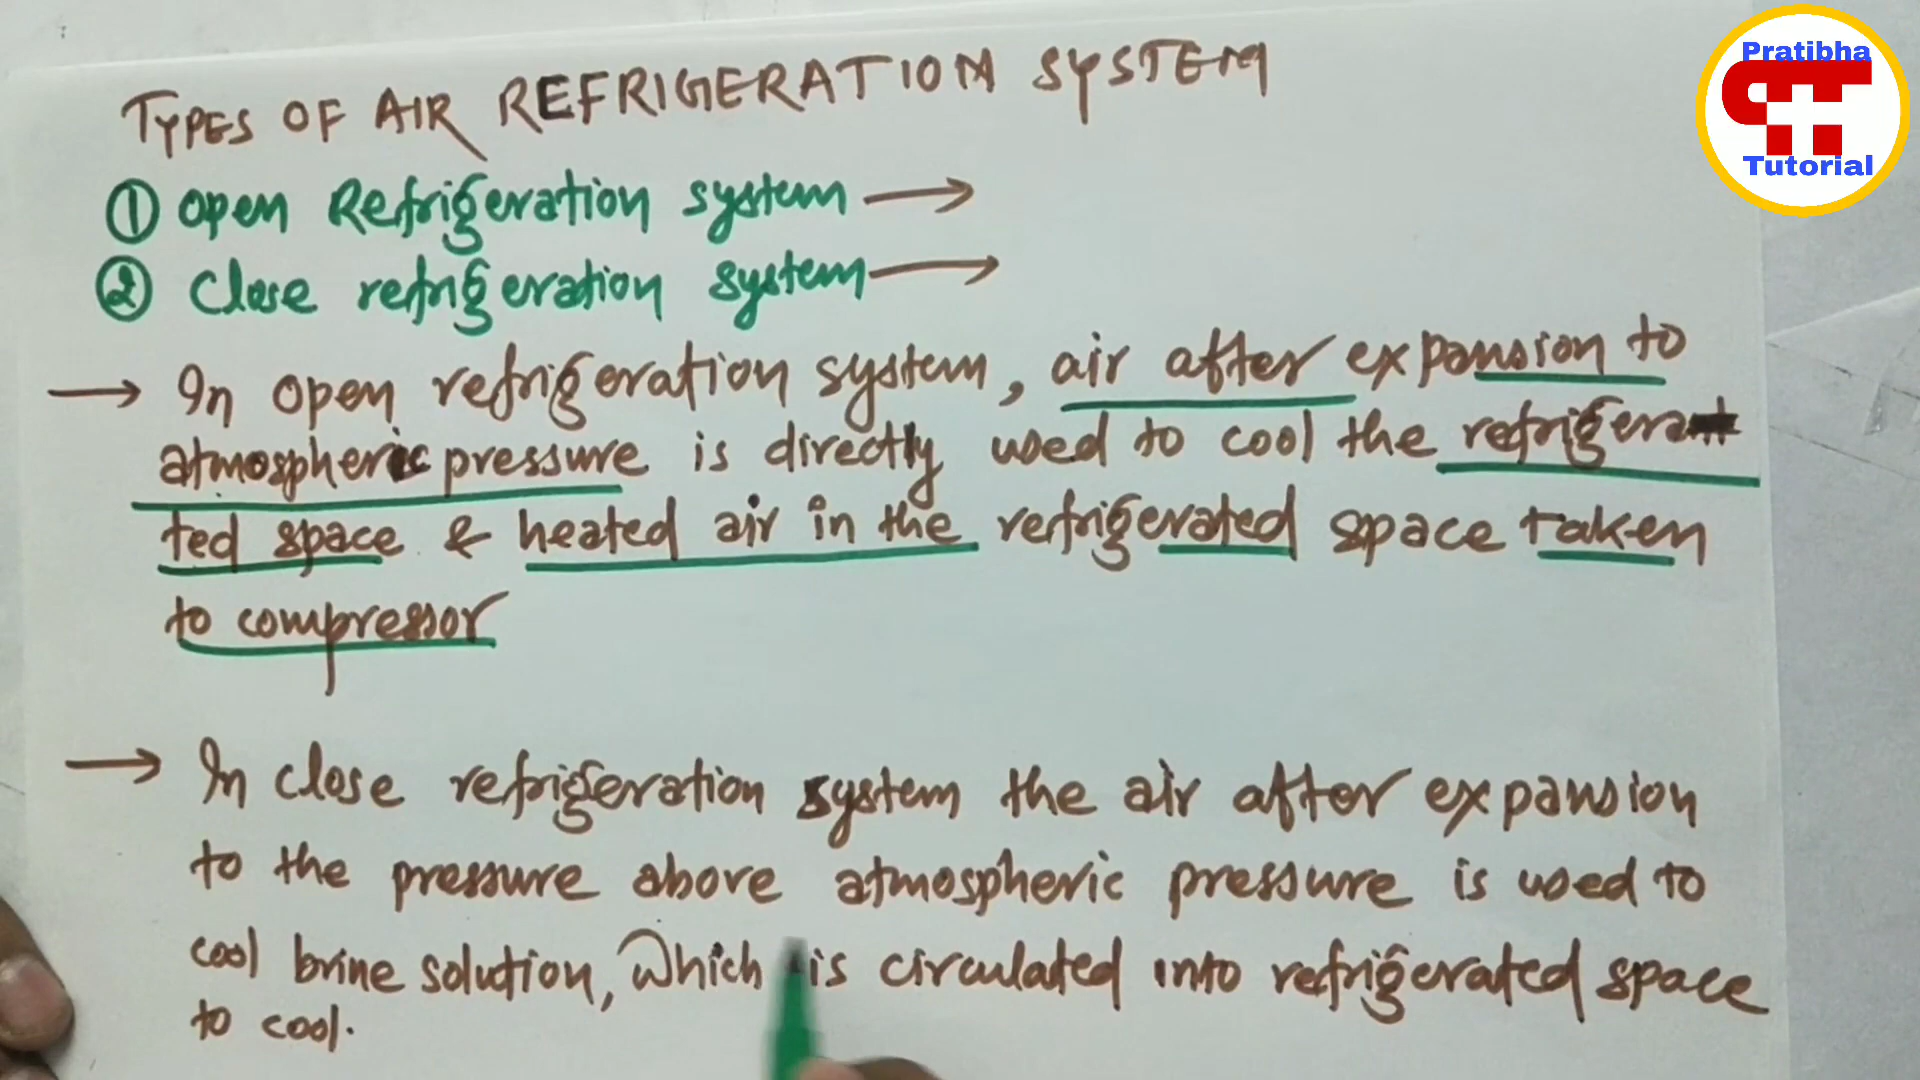 TYPES OF AIR REFRIGERATION SYSTEM
① Open Refrigeration system →
② Close refrigeration system →
→ In open refrigeration system, air after expansion to
atmospheric pressure is directly used to cool the refrigera
ted space & heated air in the refrigerated space taken
to compressor
→ In close refrigeration system the air after expansion
to the pressure above atmospheric pressure is used to
cool brine solution, which is circulated into refrigerated space
to cool.
Pratibha
PTT
Tutorial